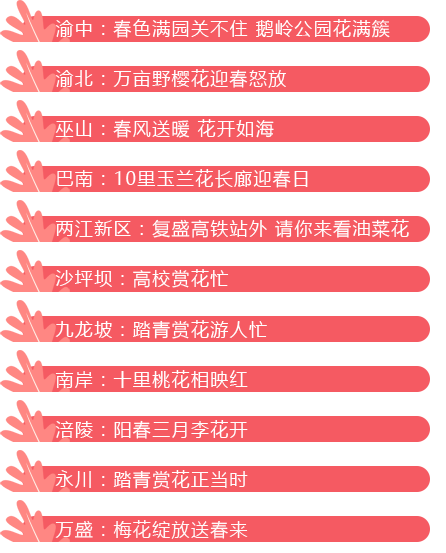 渝中：春色满园关不住 鹅岭公园花满簇
渝北：万亩野樱花迎春怒放
巫山：春风送暖 花开如海
巴南：10里玉兰花长廊迎春日
两江新区：复盛高铁站外 请你来看油菜花
沙坪坝：高校赏花忙
九龙坡：踏青赏花游人忙
南岸：十里桃花相映红
涪陵：阳春三月李花开
永川：踏青赏花正当时
万盛：梅花绽放送春来